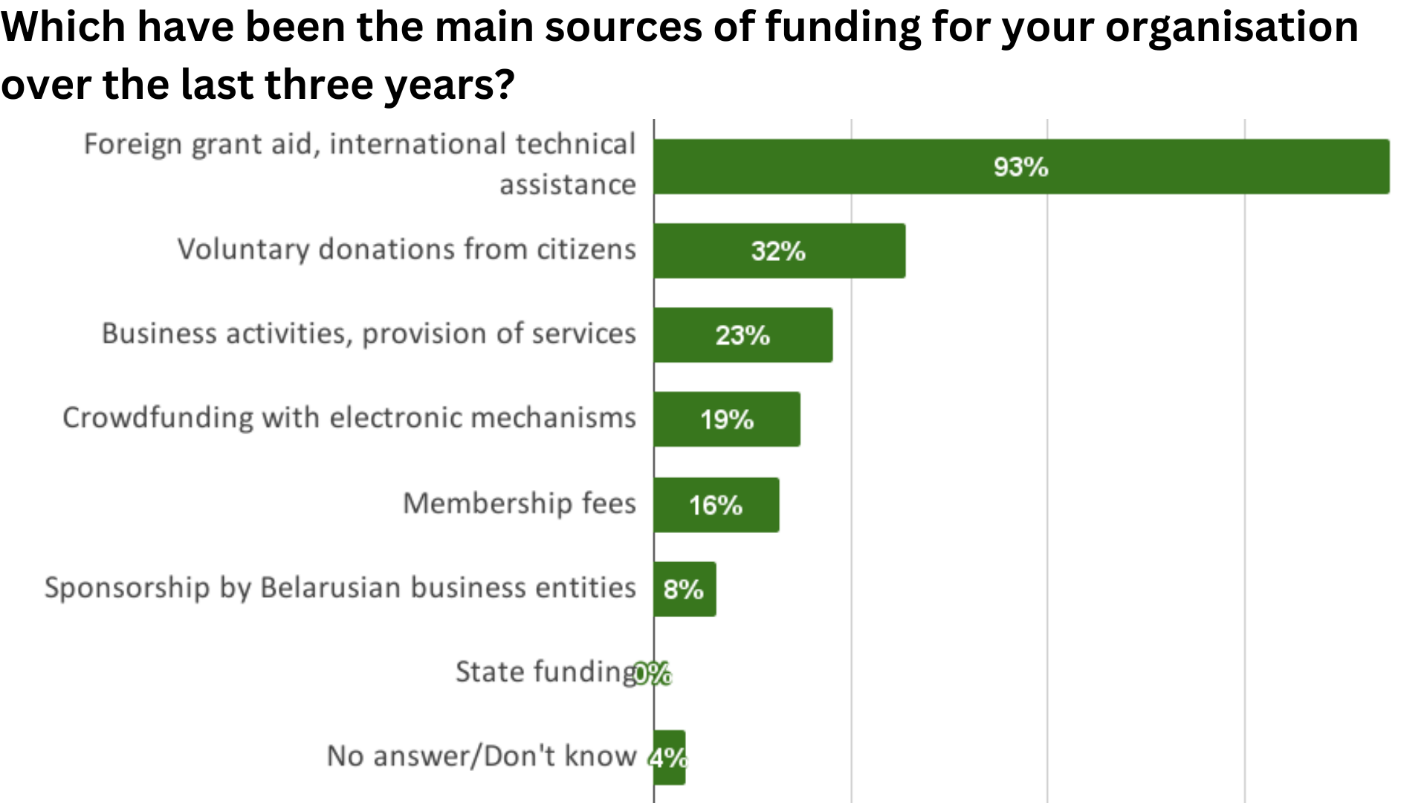 Which have been the main sources of funding for your organisation
over the last three years?
Foreign grant aid, international technical
assistance
93%
Voluntary donations from citizens
32%
Business activities, provision of services
23%
Crowdfunding with electronic mechanisms
19%
Membership fees
16%
Sponsorship by Belarusian business entities
8%
State funding
0%
No answer/Don't know
4%